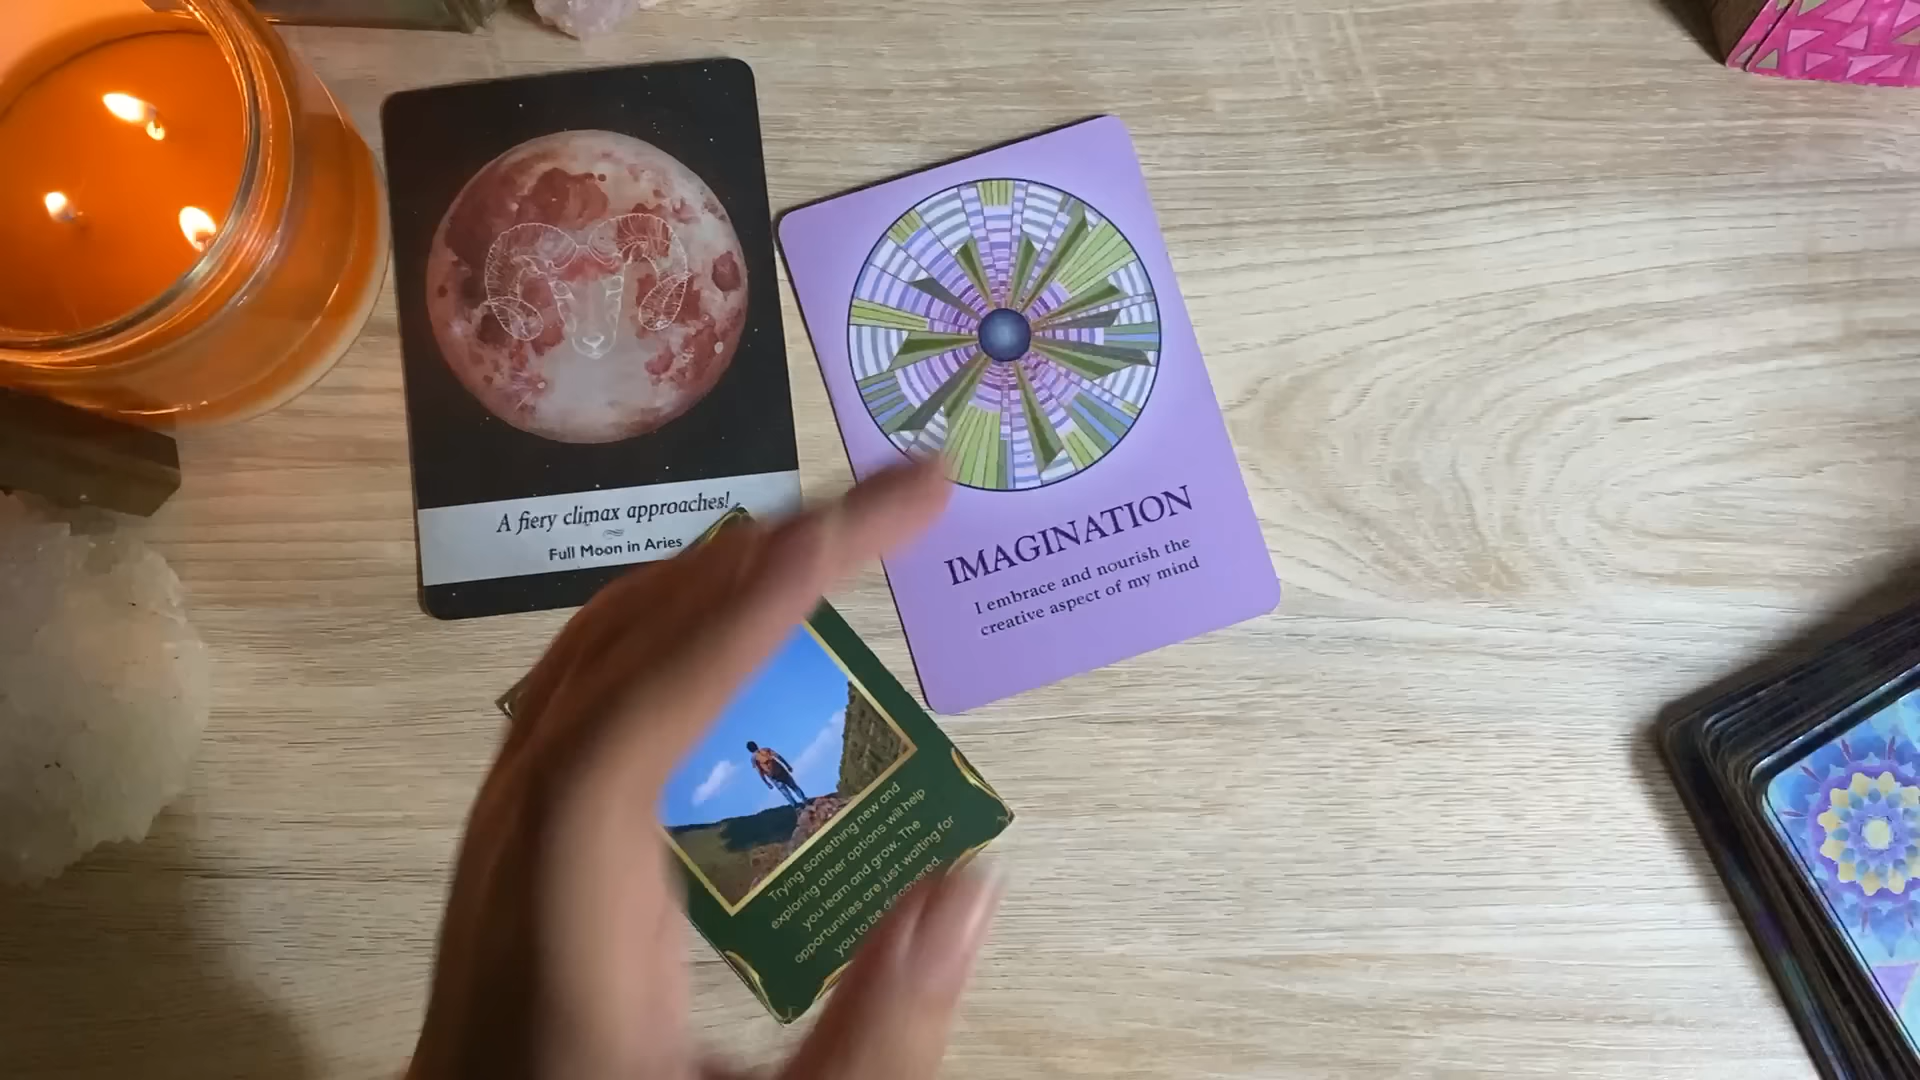 A fiery climax approaches!
Full Moon in Aries
IMAGINATION
I embrace and nourish the
creative aspect of my mind
Trying something new and
exploring other options will help
you learn and grow. The
opportunities are just waiting for
you to be discovered.